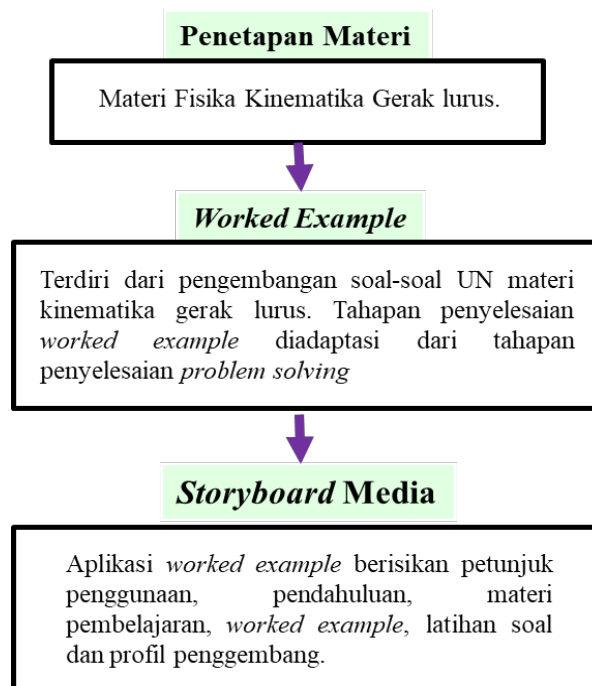 Penetapan Materi
Materi Fisika Kinematika Gerak lurus.
Worked Example
Terdiri dari pengembangan soal-soal UN materi
kinematika gerak lurus. Tahapan penyelesaian
worked example diadaptasi dari tahapan
penyelesaian problem solving
Storyboard Media
Aplikasi worked example berisikan petunjuk
penggunaan, pendahuluan, materi
pembelajaran, worked example, latihan soal
dan profil penggembang.